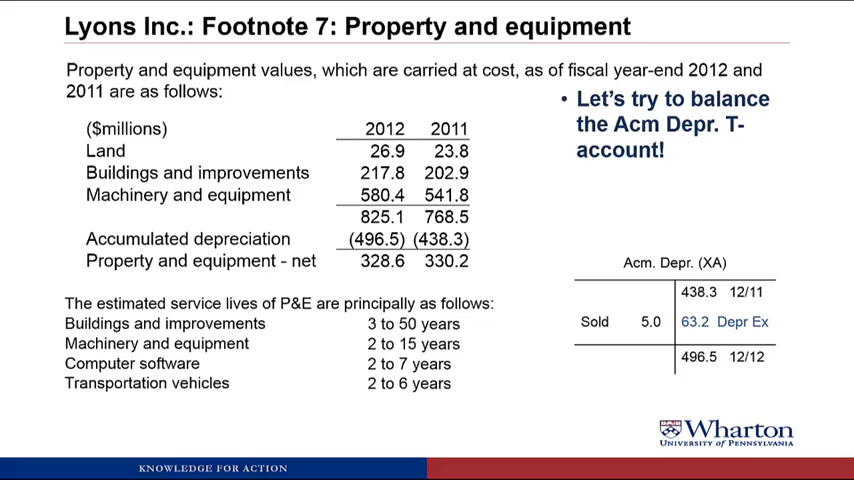 Lyons Inc.: Footnote 7: Property and equipment
Property and equipment values, which are carried at cost, as of fiscal year-end 2012 and
2011 are as follows:
• Let's try to balance
the Acm Depr. T-
account!
($millions) 2012 2011
Land 26.9 23.8
Buildings and improvements 217.8 202.9
Machinery and equipment 580.4 541.8
825.1 768.5
Accumulated depreciation (496.5) (438.3)
Property and equipment - net 328.6 330.2
The estimated service lives of P&E are principally as follows:
Buildings and improvements 3 to 50 years
Machinery and equipment 2 to 15 years
Computer software 2 to 7 years
Transportation vehicles 2 to 6 years
Acm. Depr. (XA)
438.3 12/11
Sold 5.0 63.2 Depr Ex
496.5 12/12
Wharton
UNIVERSITY OF PENNSYLVANIA
KNOWLEDGE FOR ACTION